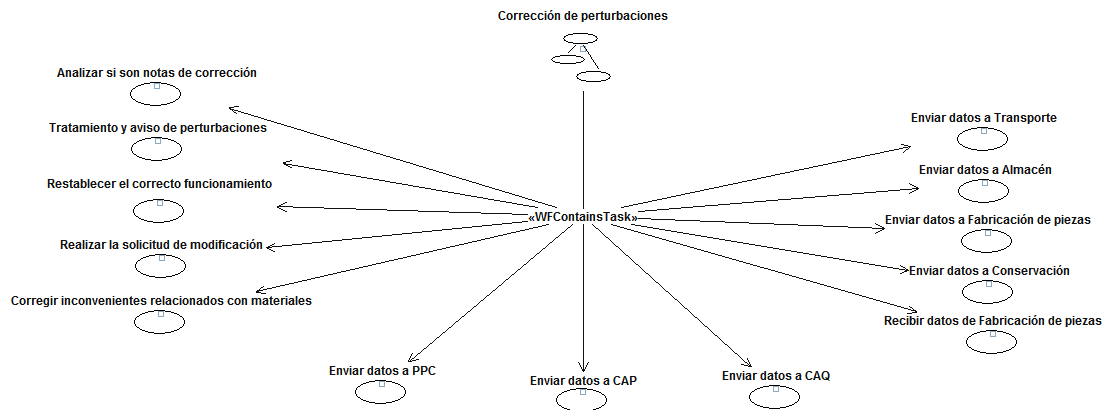 Corrección de perturbaciones
Analizar si son notas de corrección
Tratamiento y aviso de perturbaciones
Restablecer el correcto funcionamiento
Realizar la solicitud de modificación
Corregir inconvenientes relacionados con materiales
«WFContainsTask»
Enviar datos a Transporte
Enviar datos a Almacén
Enviar datos a Fabricación de piezas
Enviar datos a Conservación
Recibir datos de Fabricación de piezas
Enviar datos a PPC
Enviar datos a CAP
Enviar datos a CAQ